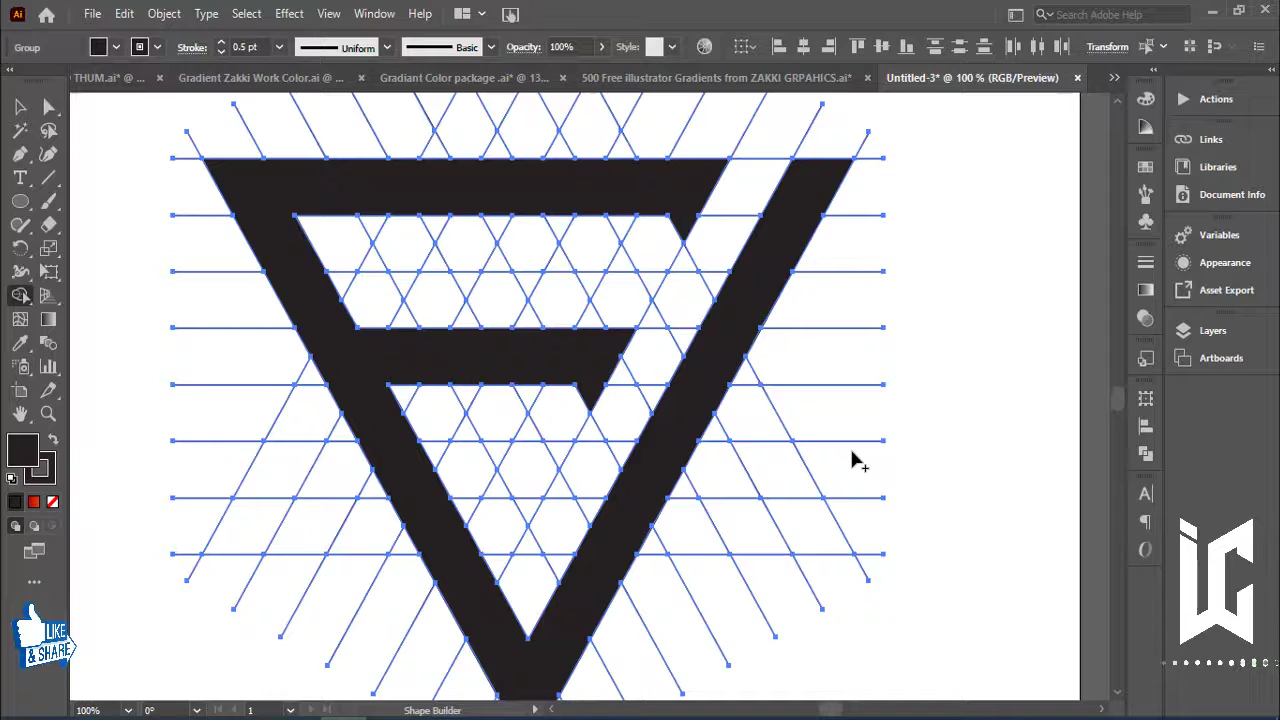 Ai File Edit Object Type Select Effect View Window Help Search Adobe Help
Group Stroke: 0.5 pt Uniform Basic Opacity: 100% Style: Transform
THUM.ai* @ ... × Gradient Zakki Work Color.ai @ ... × Gradiant Color package .ai* @ 13... × 500 Free illustrator Gradients from ZAKKI GRPAHICS.ai* × Untitled-3* @ 100 % (RGB/Preview) ×
Actions
Links
Libraries
Document Info
Variables
Appearance
Asset Export
Layers
Artboards
LIKE
& SHARE
100% 0° 1 Shape Builder